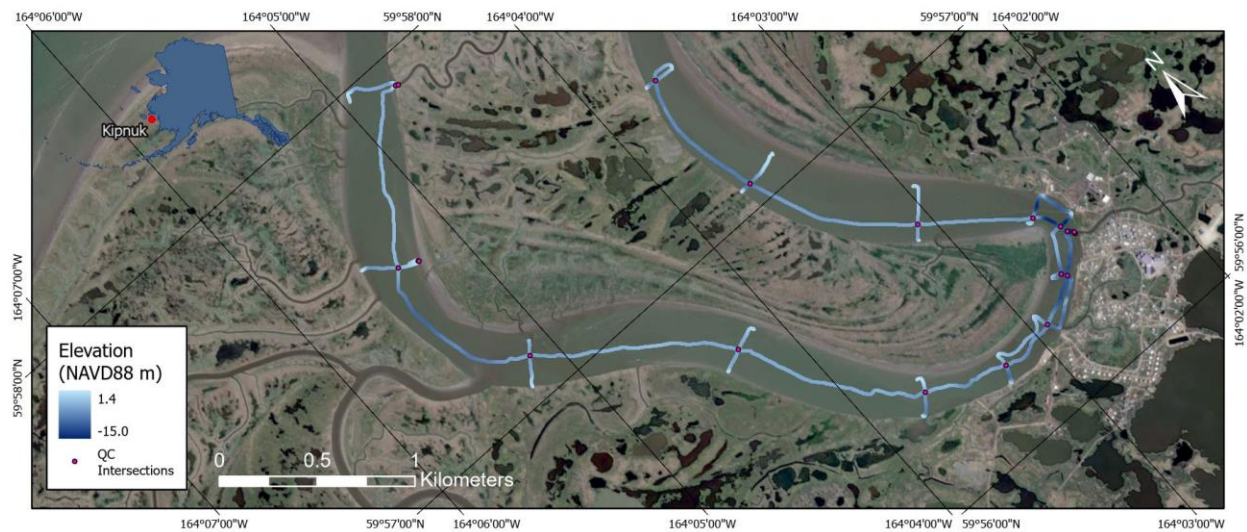 164°06'00"W
164°05'00"W
59°58'00"N
164°04'00"W
164°03'00"W
59°57'00"N
164°02'00"W
N
Kipnuk
164°07'00"W
59°58'00"N
59°56'00"N
164°02'00"W
Elevation
(NAVD88 m)
1.4
-15.0
QC
Intersections
0 0.5 1
Kilometers
164°07'00"W
59°57'00"N
164°06'00"W
164°05'00"W
164°04'00"W
59°56'00"N
164°03'00"W